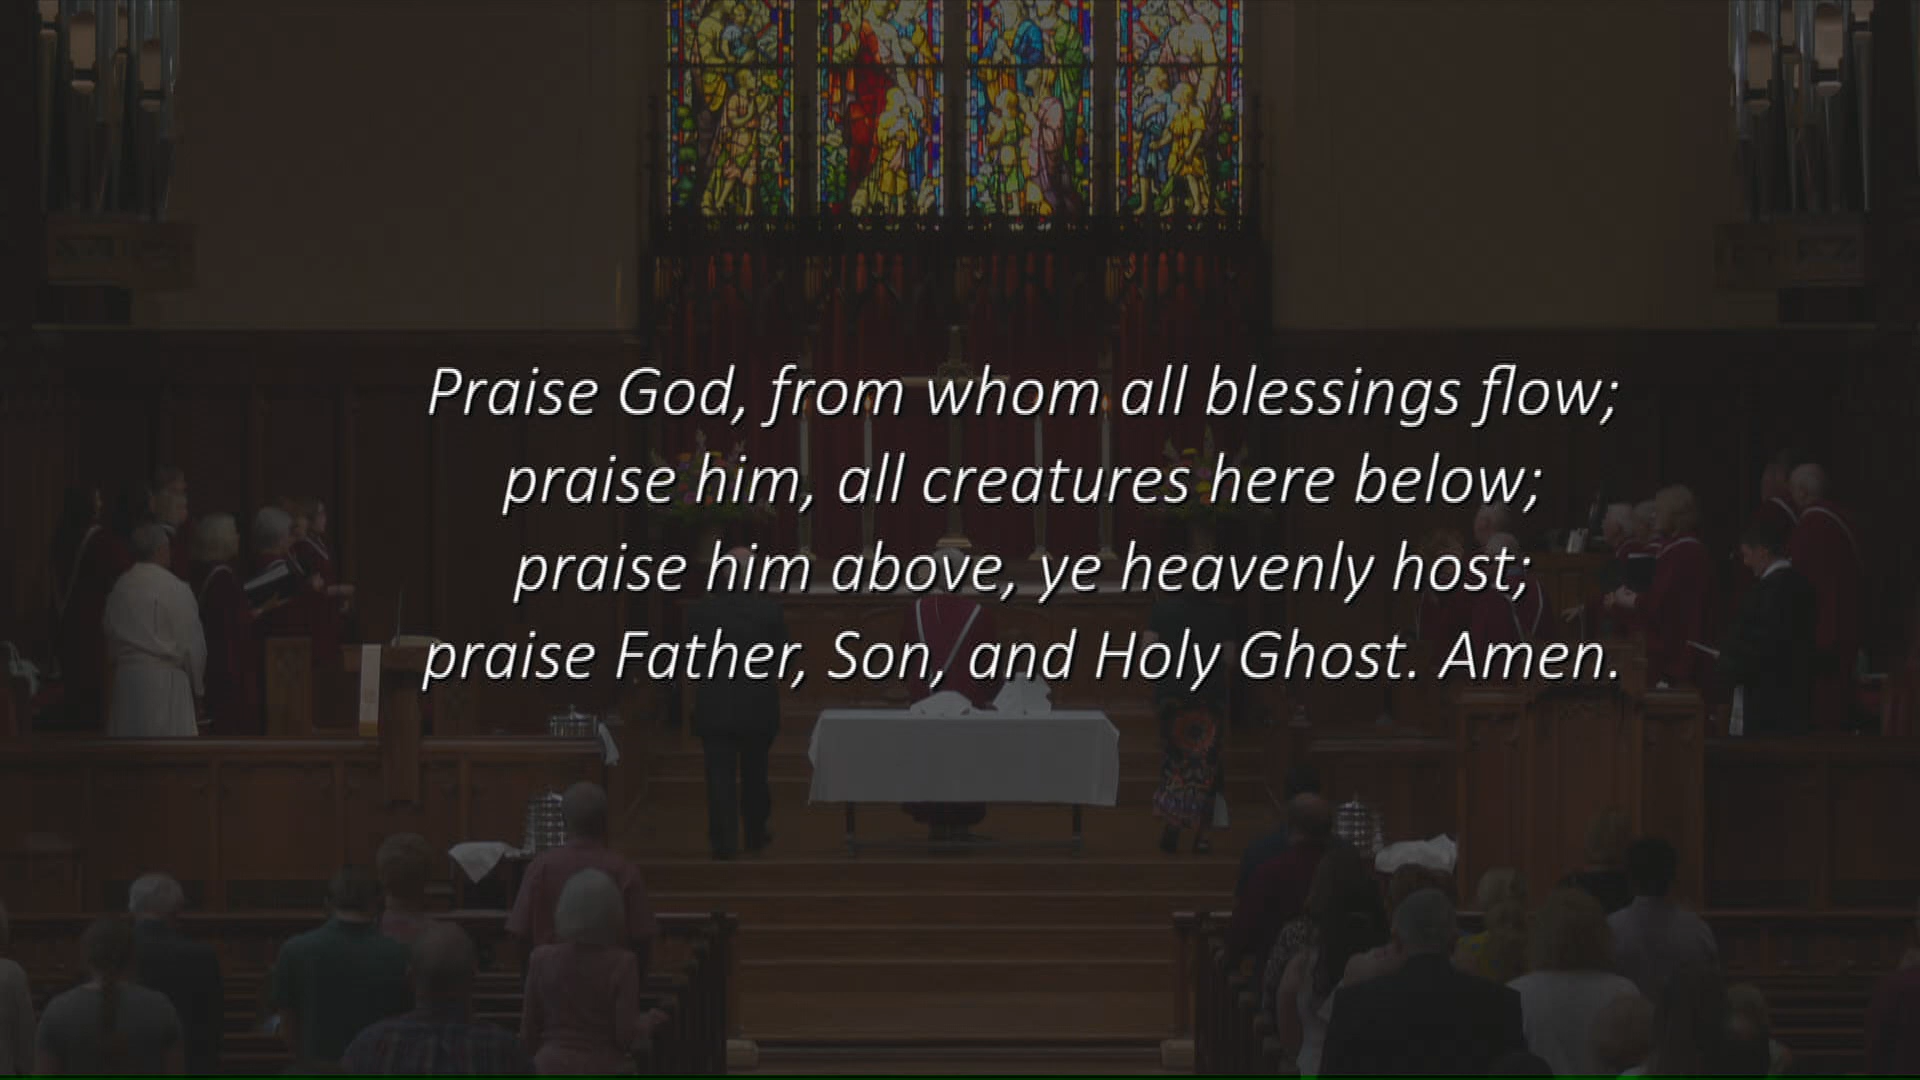 Praise God, from whom all blessings flow;
praise him, all creatures here below;
praise him above, ye heavenly host;
praise Father, Son, and Holy Ghost. Amen.